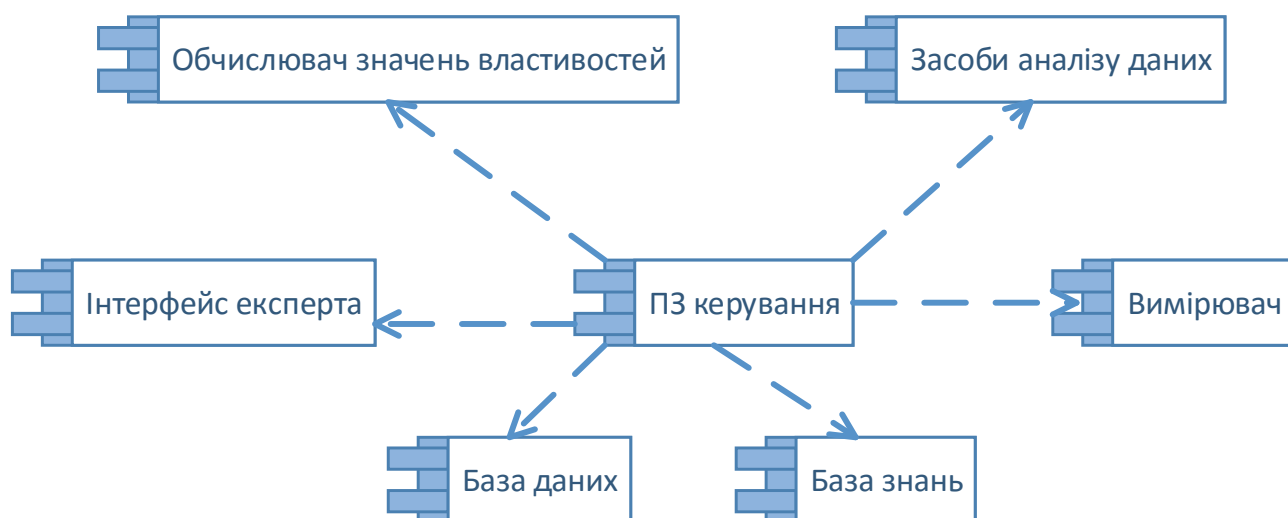 Обчислювач значень властивостей
Засоби аналізу даних
Інтерфейс експерта
ПЗ керування
Вимірювач
База даних
База знань